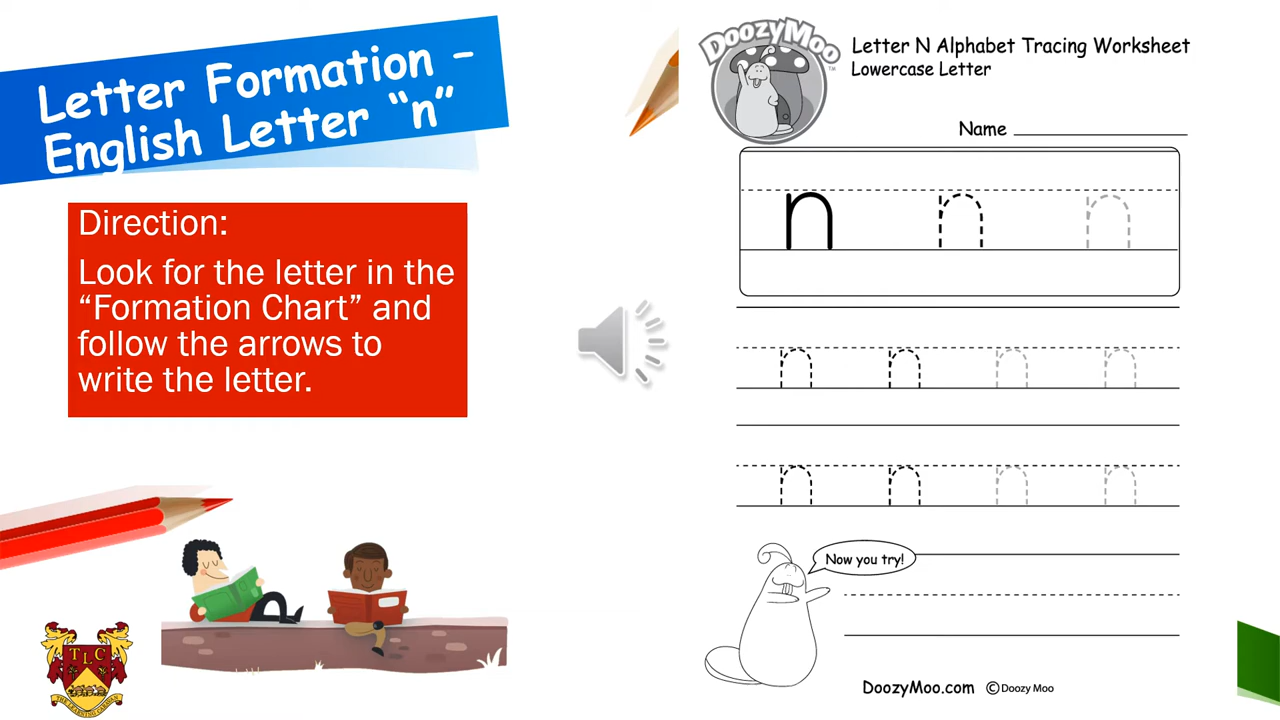 Letter Formation –
English Letter “n”
Direction:
Look for the letter in the
“Formation Chart” and
follow the arrows to
write the letter.
TLC
DoozyMoo™
Letter N Alphabet Tracing Worksheet
Lowercase Letter
Name
n n n
n n n n
n n n n
Now you try!
DoozyMoo.com © Doozy Moo